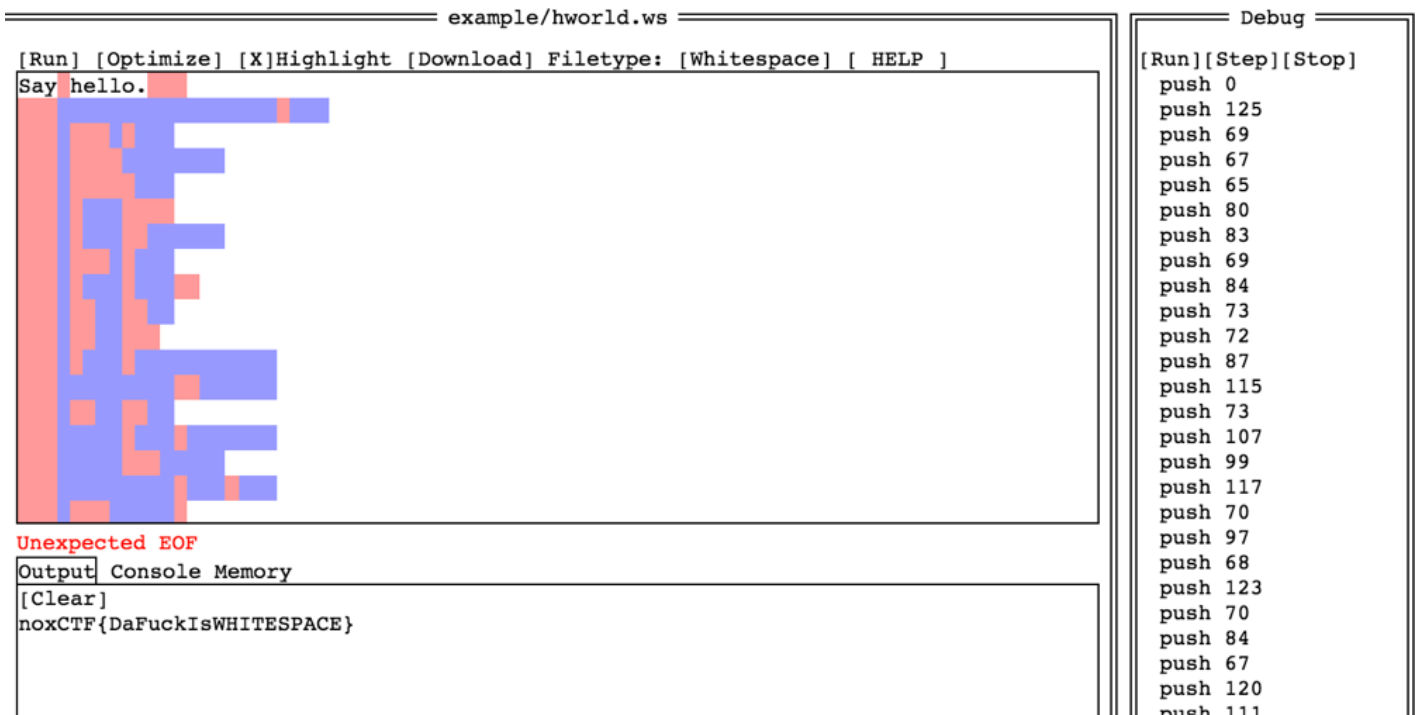 example/hworld.ws
[Run] [Optimize] [X]Highlight [Download] Filetype: [Whitespace] [ HELP ]
Say hello.
Unexpected EOF
Output Console Memory
[Clear]
noxCTF{DaFuckIsWHITESPACE}
Debug
[Run][Step][Stop]
push 0
push 125
push 69
push 67
push 65
push 80
push 83
push 69
push 84
push 73
push 72
push 87
push 115
push 73
push 107
push 99
push 117
push 70
push 97
push 68
push 123
push 70
push 84
push 67
push 120
push 111